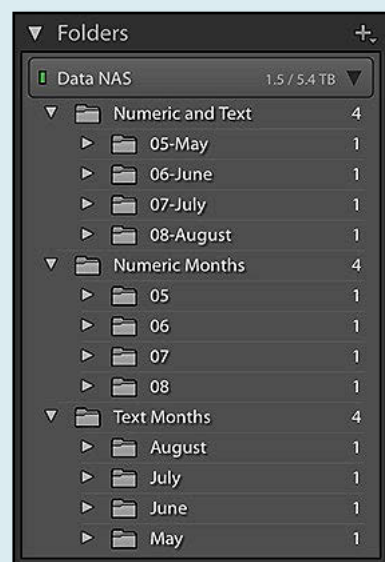 Folders
Data NAS 1.5 / 5.4 TB
Numeric and Text 4
05-May 1
06-June 1
07-July 1
08-August 1
Numeric Months 4
05 1
06 1
07 1
08 1
Text Months 4
August 1
July 1
June 1
May 1